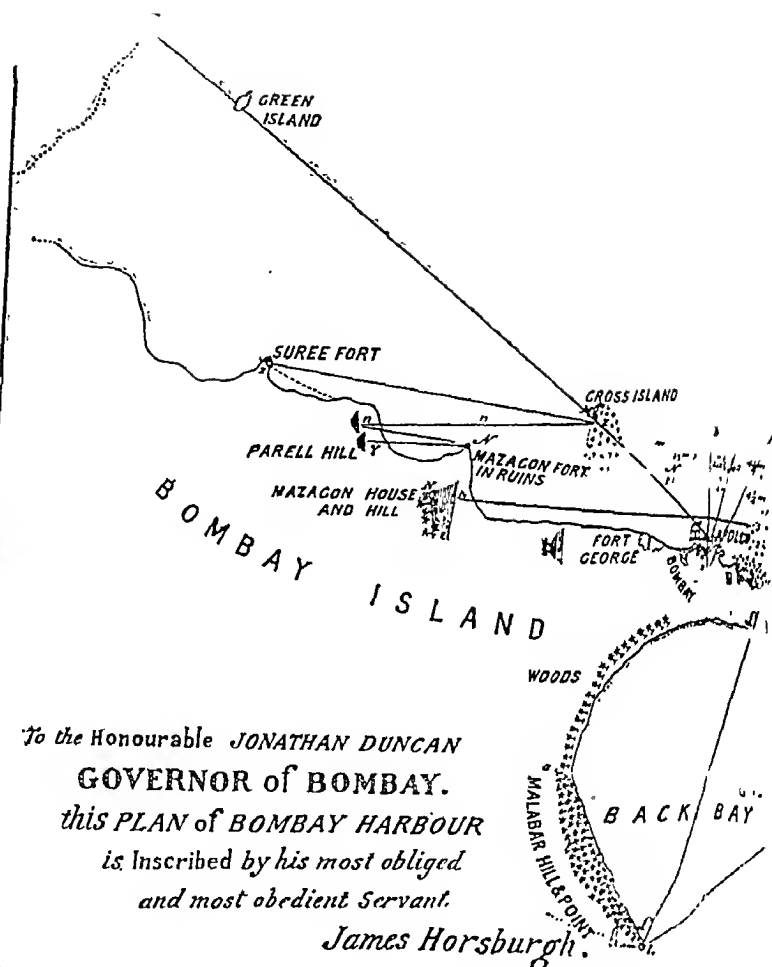 GREEN
ISLAND
SUREE FORT
CROSS ISLAND
n
n
PARELL HILL
Y
N
MAZAGON FORT
IN RUINS
MAZAGON HOUSE
AND HILL
FORT
GEORGE
BOMBAY
BOMBAY ISLAND
WOODS
MALABAR HILL & POINT
BACK BAY
To the Honourable JONATHAN DUNCAN
GOVERNOR of BOMBAY.
this PLAN of BOMBAY HARBOUR
is Inscribed by his most obliged
and most obedient Servant.
James Horsburgh.